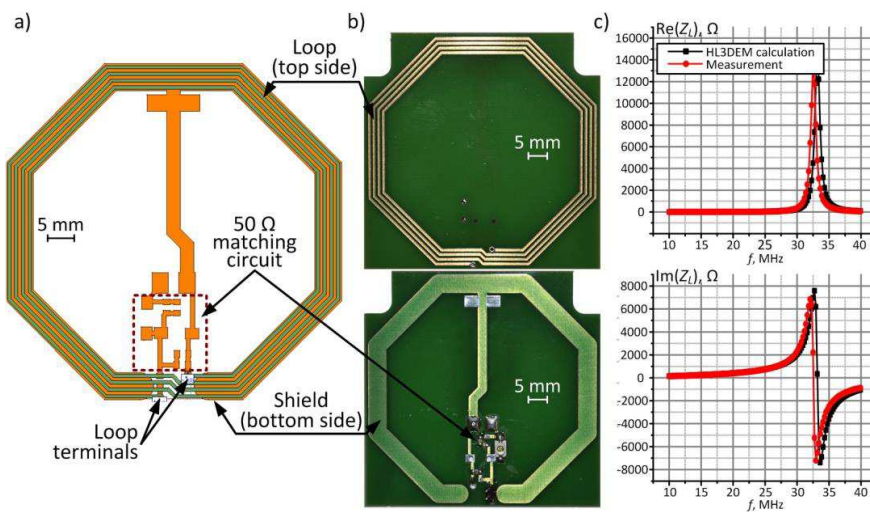 a)
Loop
(top side)
5 mm
50 Ω
matching
circuit
Loop
terminals
Shield
(bottom side)
b)
5 mm
5 mm
c)
Re(Z_L), Ω
16000
14000
12000
10000
8000
6000
4000
2000
0
HL3DEM calculation
Measurement
10 15 20 25 30 35 40
f, MHz
Im(Z_L), Ω
8000
6000
4000
2000
0
-2000
-4000
-6000
-8000
10 15 20 25 30 35 40
f, MHz